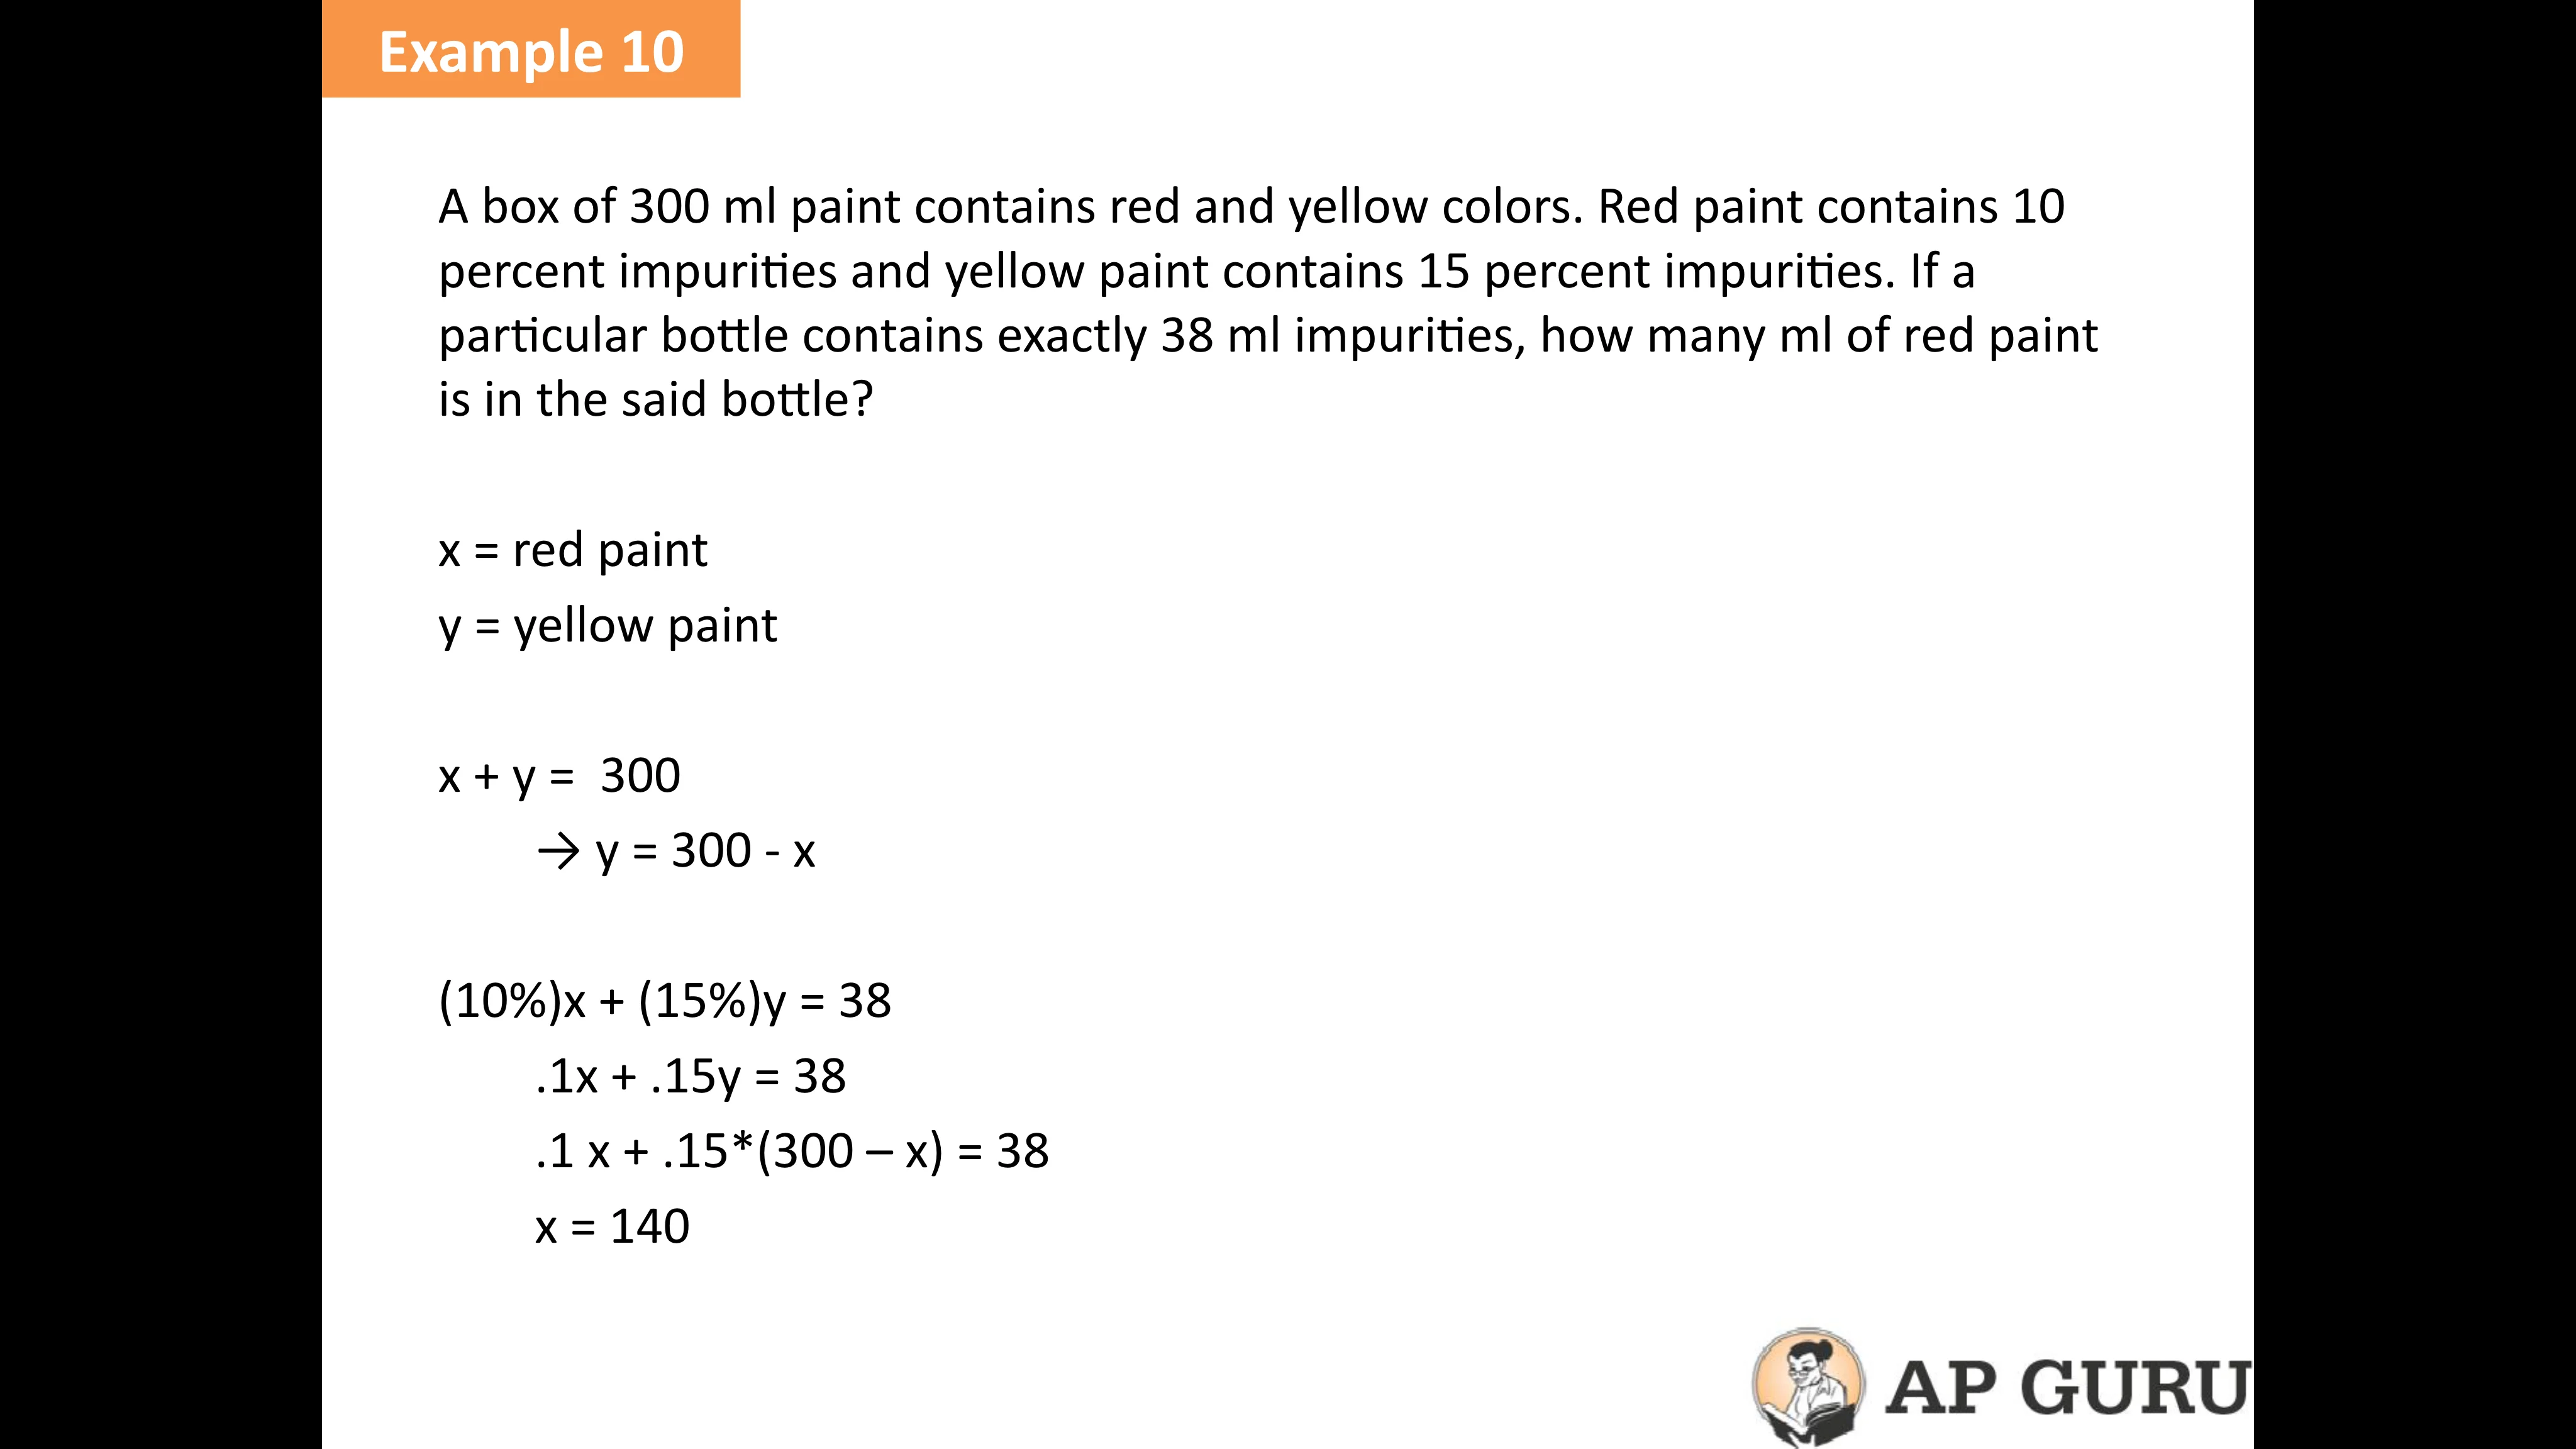 Example 10
A box of 300 ml paint contains red and yellow colors. Red paint contains 10
percent impurities and yellow paint contains 15 percent impurities. If a
particular bottle contains exactly 38 ml impurities, how many ml of red paint
is in the said bottle?
x = red paint
y = yellow paint
x + y =  300
→ y = 300 - x
(10%)x + (15%)y = 38
.1x + .15y = 38
.1 x + .15*(300 – x) = 38
x = 140
AP GURU